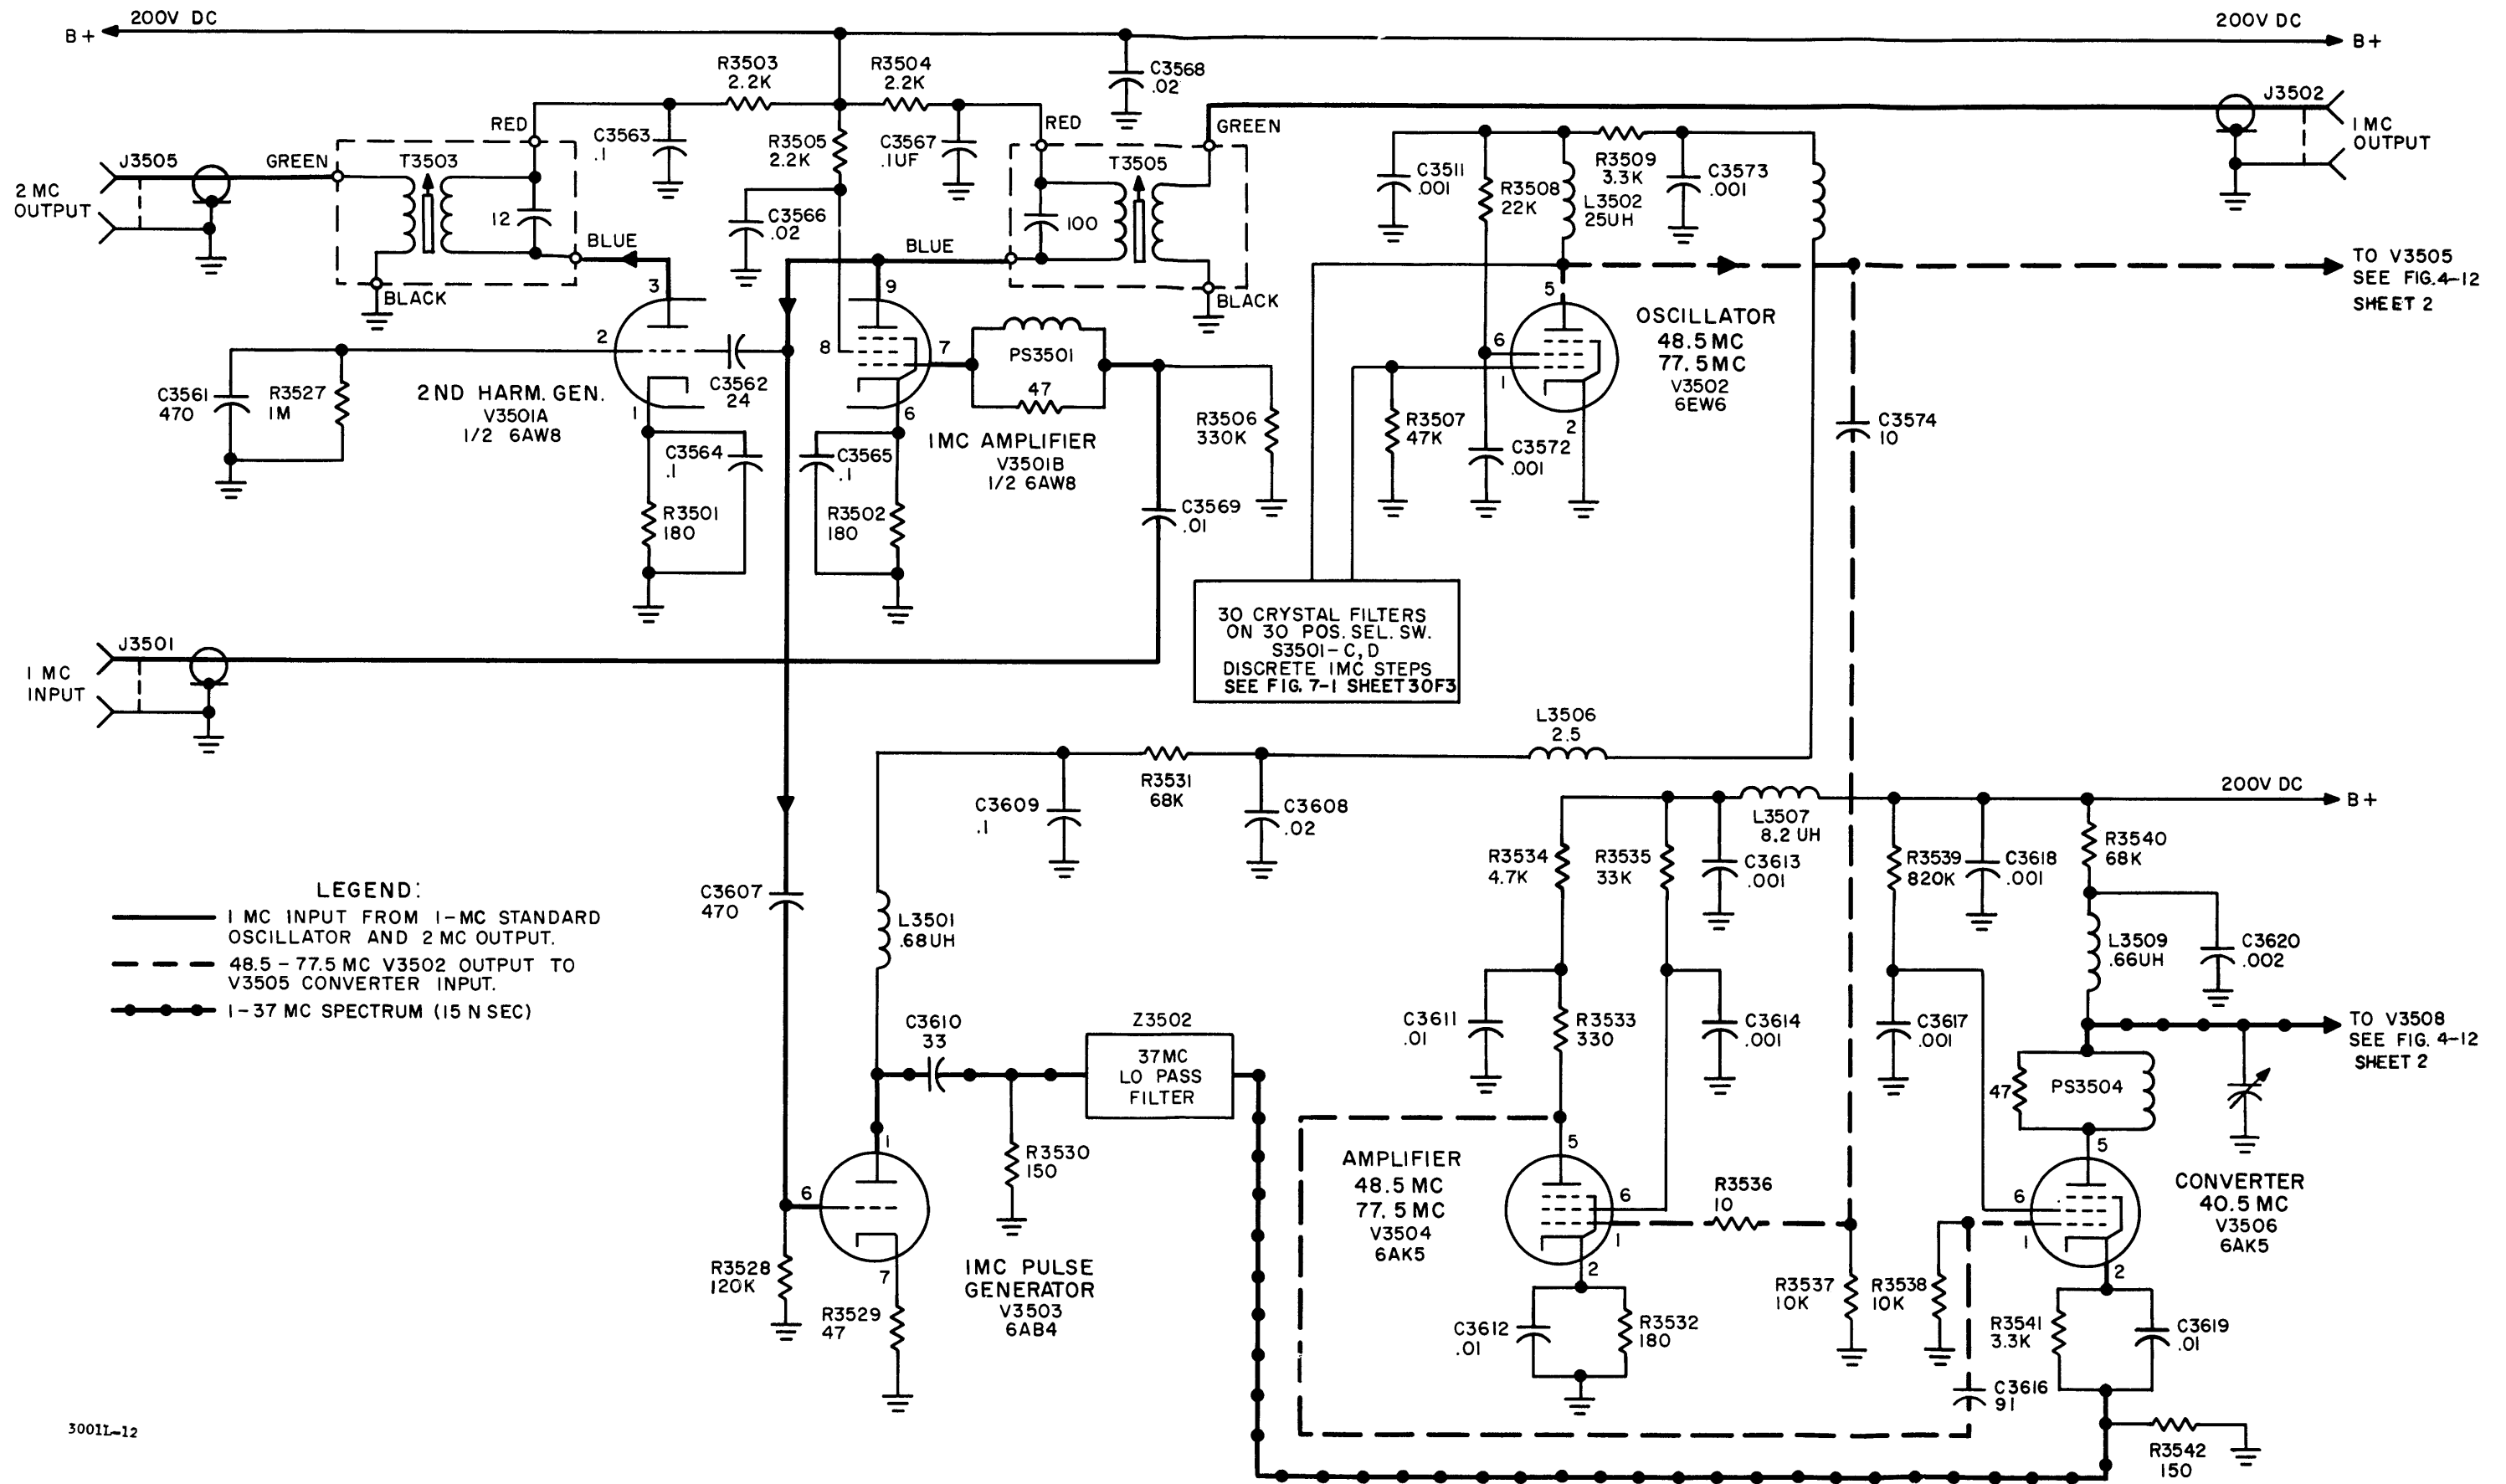 200V DC
B+
200V DC
B+
R3503
2.2K
R3504
2.2K
C3568
.02
J3502
1 MC
OUTPUT
RED
C3563
.1
R3505
2.2K
C3567
.1UF
RED
GREEN
J3505
GREEN
T3503
2 MC
OUTPUT
12
BLUE
BLACK
C3566
.02
BLUE
T3505
100
BLACK
C3511
.001
R3508
22K
R3509
3.3K
L3502
25UH
C3573
.001
TO V3505
SEE FIG.4-12
SHEET 2
3
2
1
C3561
470
R3527
1M
2ND HARM. GEN.
V3501A
1/2 6AW8
C3562
24
9
8
7
6
PS3501
47
1MC AMPLIFIER
V3501B
1/2 6AW8
C3564
.1
C3565
.1
R3501
180
R3502
180
R3506
330K
C3569
.01
5
6
1
2
OSCILLATOR
48.5MC
77.5MC
V3502
6EW6
R3507
47K
C3572
.001
C3574
10
30 CRYSTAL FILTERS
ON 30 POS. SEL. SW.
S3501-C,D
DISCRETE 1MC STEPS
SEE FIG. 7-1 SHEET 3OF3
J3501
1 MC
INPUT
L3506
2.5
R3531
68K
C3609
.1
C3608
.02
200V DC
B+
L3507
8.2 UH
R3534
4.7K
R3535
33K
C3613
.001
R3539
820K
C3618
.001
R3540
68K
LEGEND:
1 MC INPUT FROM 1-MC STANDARD
OSCILLATOR AND 2 MC OUTPUT.
48.5 - 77.5 MC V3502 OUTPUT TO
V3505 CONVERTER INPUT.
1-37 MC SPECTRUM (15 N SEC)
C3607
470
L3501
.68UH
L3509
.66UH
C3620
.002
C3610
33
Z3502
37MC
LO PASS
FILTER
C3611
.01
R3533
330
C3614
.001
C3617
.001
TO V3508
SEE FIG. 4-12
SHEET 2
47
PS3504
1
6
7
R3530
150
R3528
120K
R3529
47
1MC PULSE
GENERATOR
V3503
6AB4
AMPLIFIER
48.5 MC
77.5 MC
V3504
6AK5
5
6
1
2
R3536
10
R3537
10K
R3538
10K
5
6
1
2
CONVERTER
40.5 MC
V3506
6AK5
C3612
.01
R3532
180
R3541
3.3K
C3619
.01
C3616
91
R3542
150
3001L-12